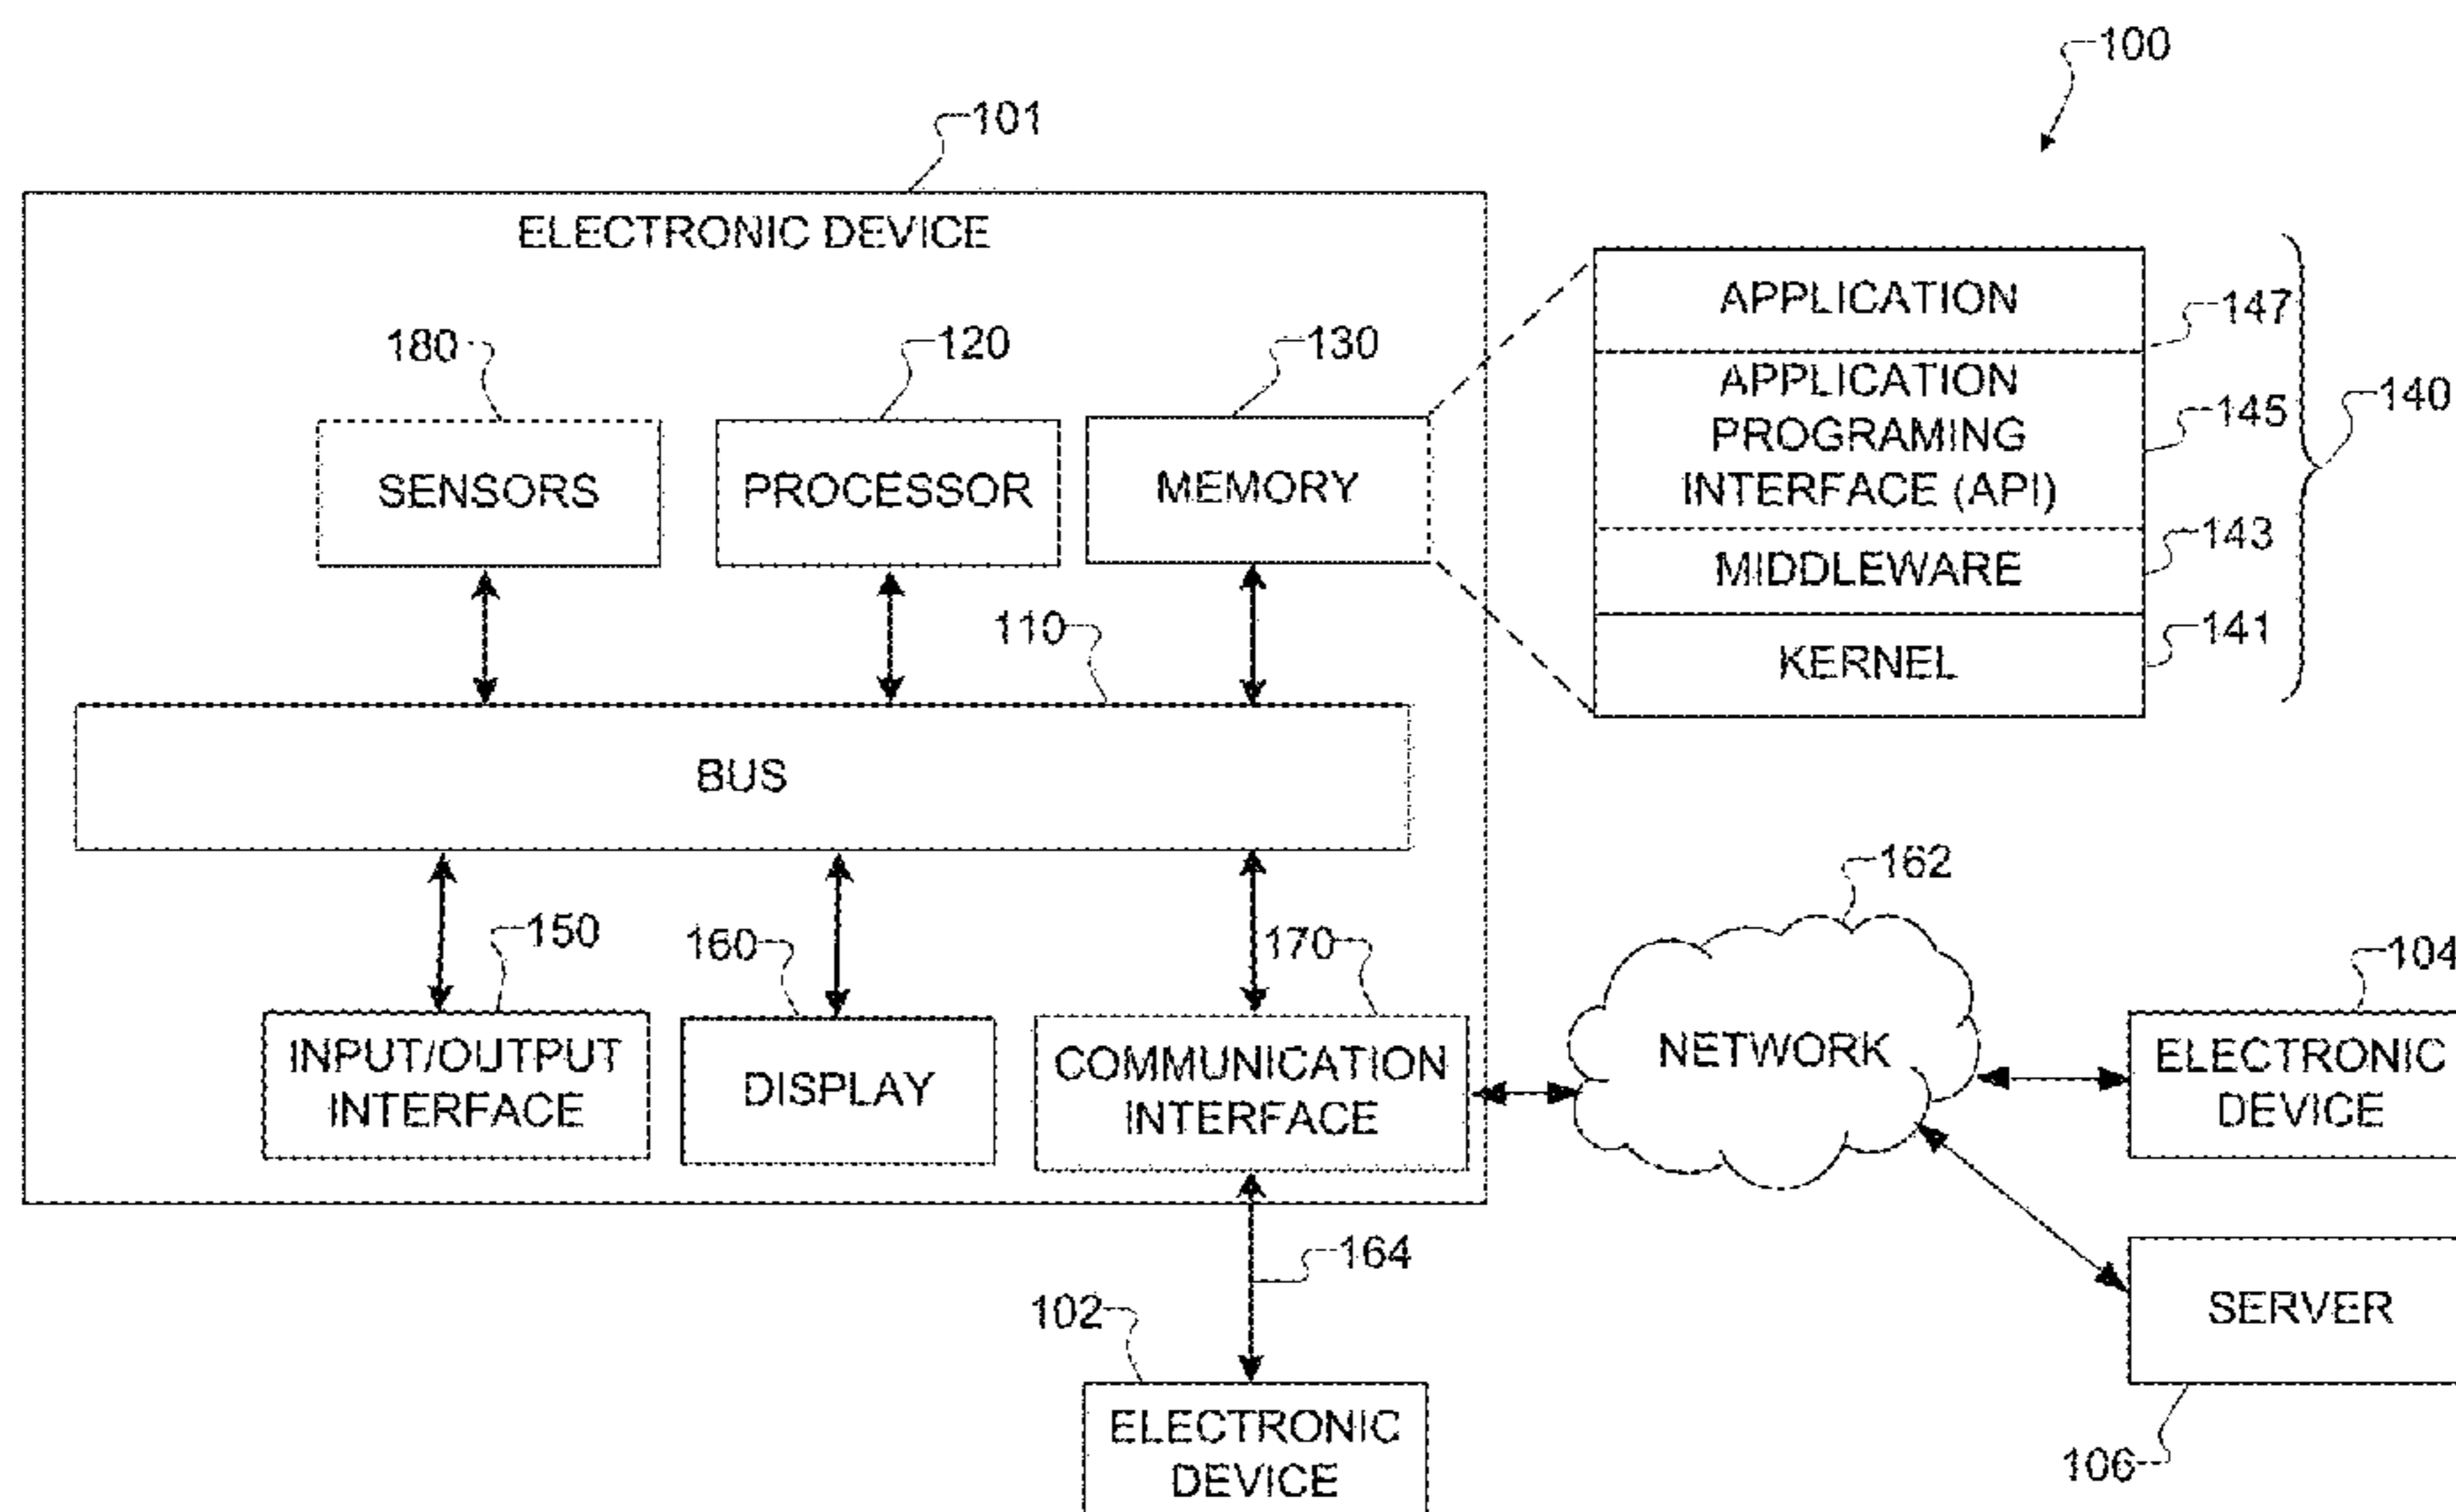 100
101
ELECTRONIC DEVICE
180
120
130
SENSORS
PROCESSOR
MEMORY
APPLICATION
147
APPLICATION
PROGRAMING
INTERFACE (API)
145
140
MIDDLEWARE
143
KERNEL
141
110
BUS
150
160
170
INPUT/OUTPUT
INTERFACE
DISPLAY
COMMUNICATION
INTERFACE
162
NETWORK
104
ELECTRONIC
DEVICE
164
102
ELECTRONIC
DEVICE
SERVER
106